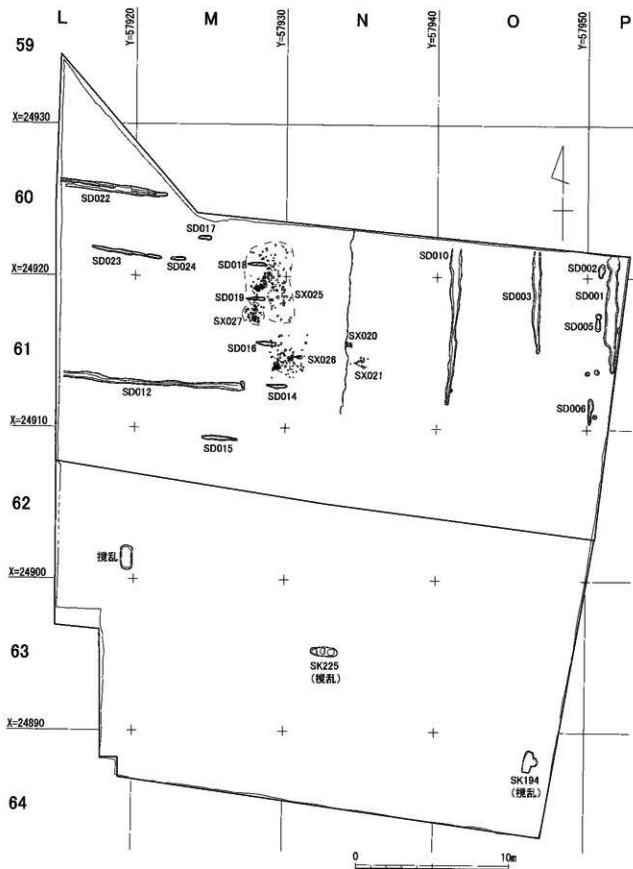 L M N O P
Y=57920
Y=57930
Y=57940
Y=57950
59
X=24930
60
SD022
SD017
SD023
SD024
SD018
SD010
SD002
X=24920
SD003
SD001
SD019
SX025
SX027
SD005
61
SD016
SX020
SX026
SX021
SD012
SD014
SD006
X=24910
SD015
62
撹乱
X=24900
63
SK225
(撹乱)
X=24890
SK194
(撹乱)
64
0 10m